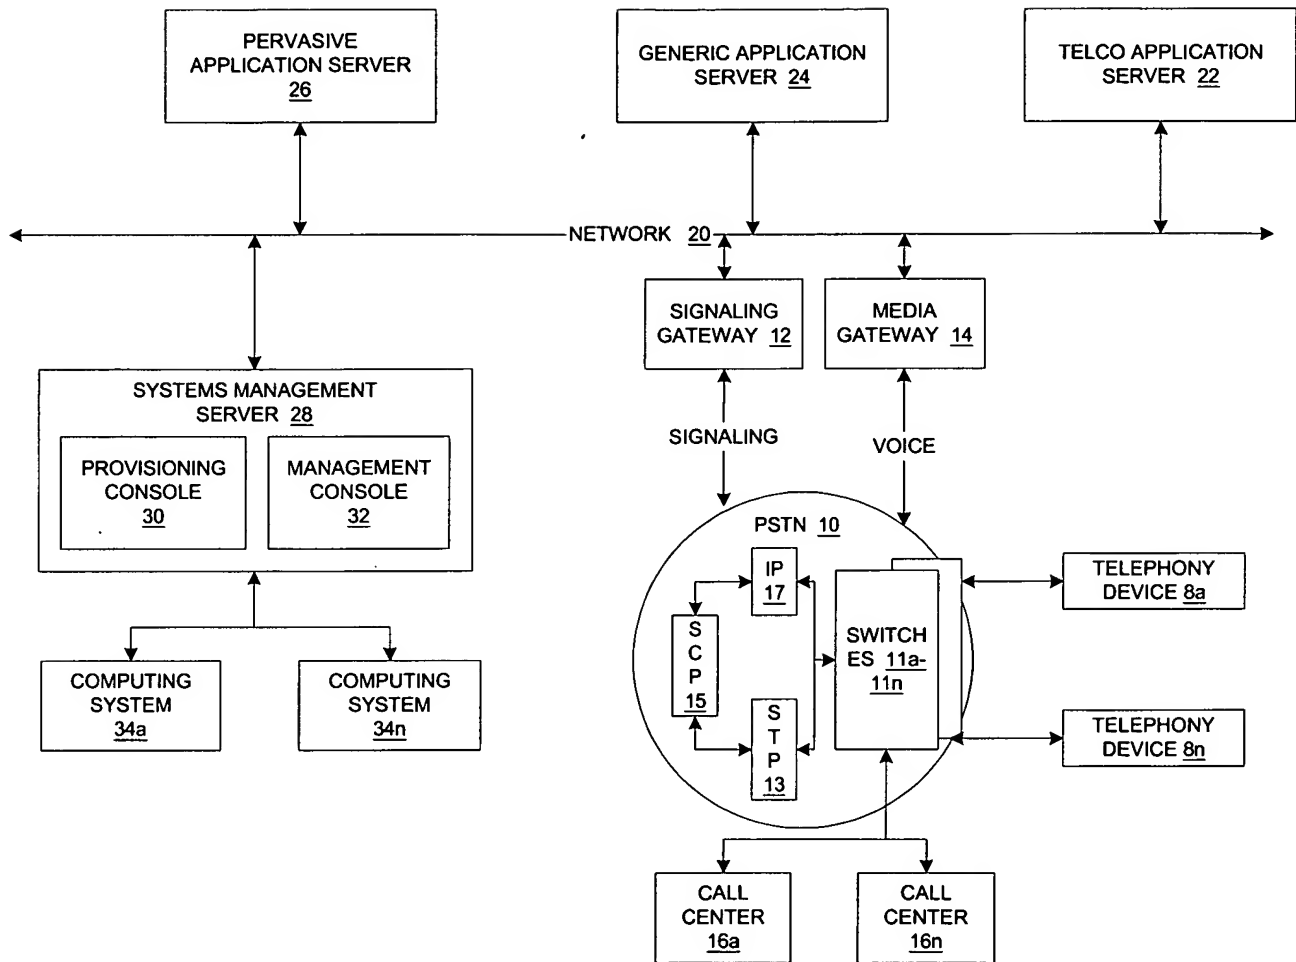 PERVASIVE
APPLICATION SERVER
26
GENERIC APPLICATION
SERVER 24
TELCO APPLICATION
SERVER 22
NETWORK 20
SIGNALING
GATEWAY 12
MEDIA
GATEWAY 14
SYSTEMS MANAGEMENT
SERVER 28
PROVISIONING
CONSOLE
30
MANAGEMENT
CONSOLE
32
SIGNALING
VOICE
PSTN 10
IP
17
S
C
P
15
S
T
P
13
SWITCH
ES 11a-
11n
TELEPHONY
DEVICE 8a
TELEPHONY
DEVICE 8n
COMPUTING
SYSTEM
34a
COMPUTING
SYSTEM
34n
CALL
CENTER
16a
CALL
CENTER
16n